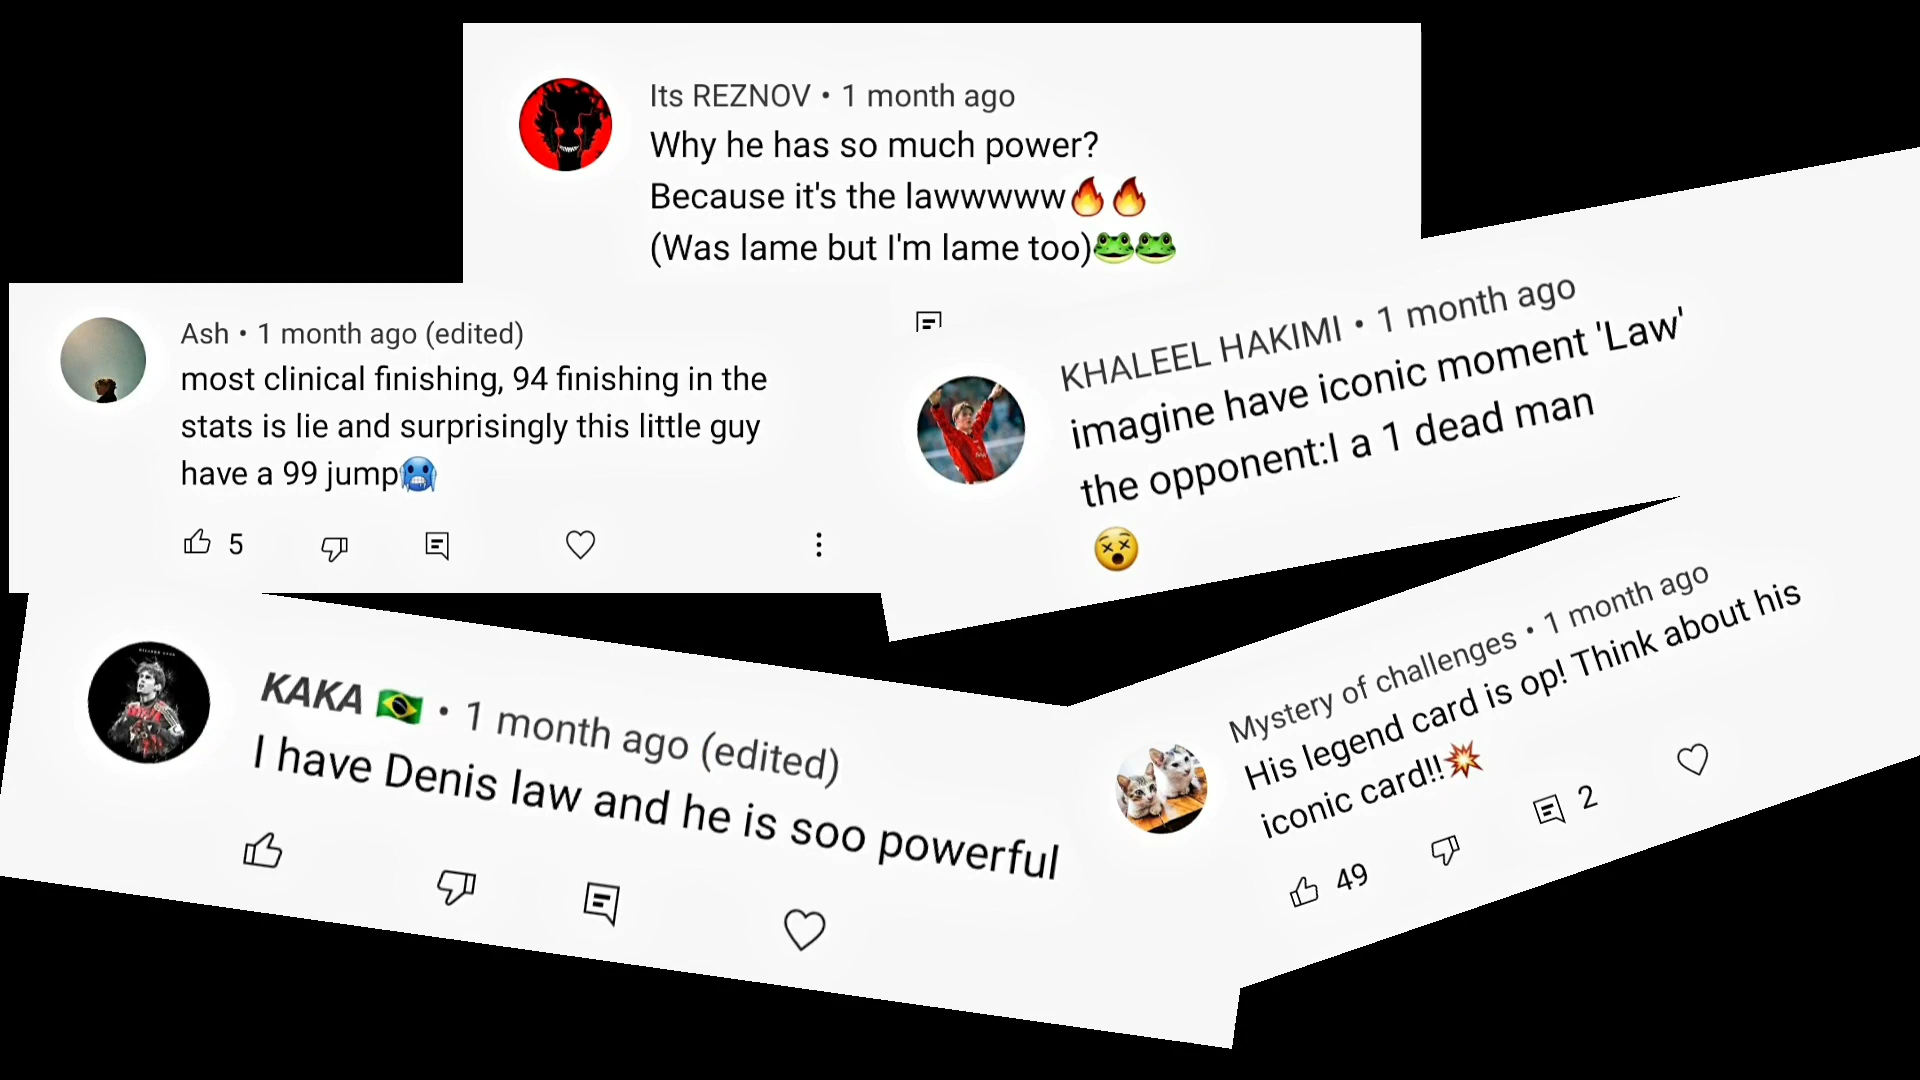 Its REZNOV • 1 month ago
Why he has so much power?
Because it's the lawwwww🔥🔥
(Was lame but I'm lame too)🐸🐸
Ash • 1 month ago (edited)
most clinical finishing, 94 finishing in the
stats is lie and surprisingly this little guy
have a 99 jump🥶
5
KHALEEL HAKIMI • 1 month ago
imagine have iconic moment 'Law'
the opponent:I a 1 dead man
😵
KAKA 🇧🇷 • 1 month ago (edited)
I have Denis law and he is soo powerful
Mystery of challenges • 1 month ago
His legend card is op! Think about his
iconic card!!💥
49 2